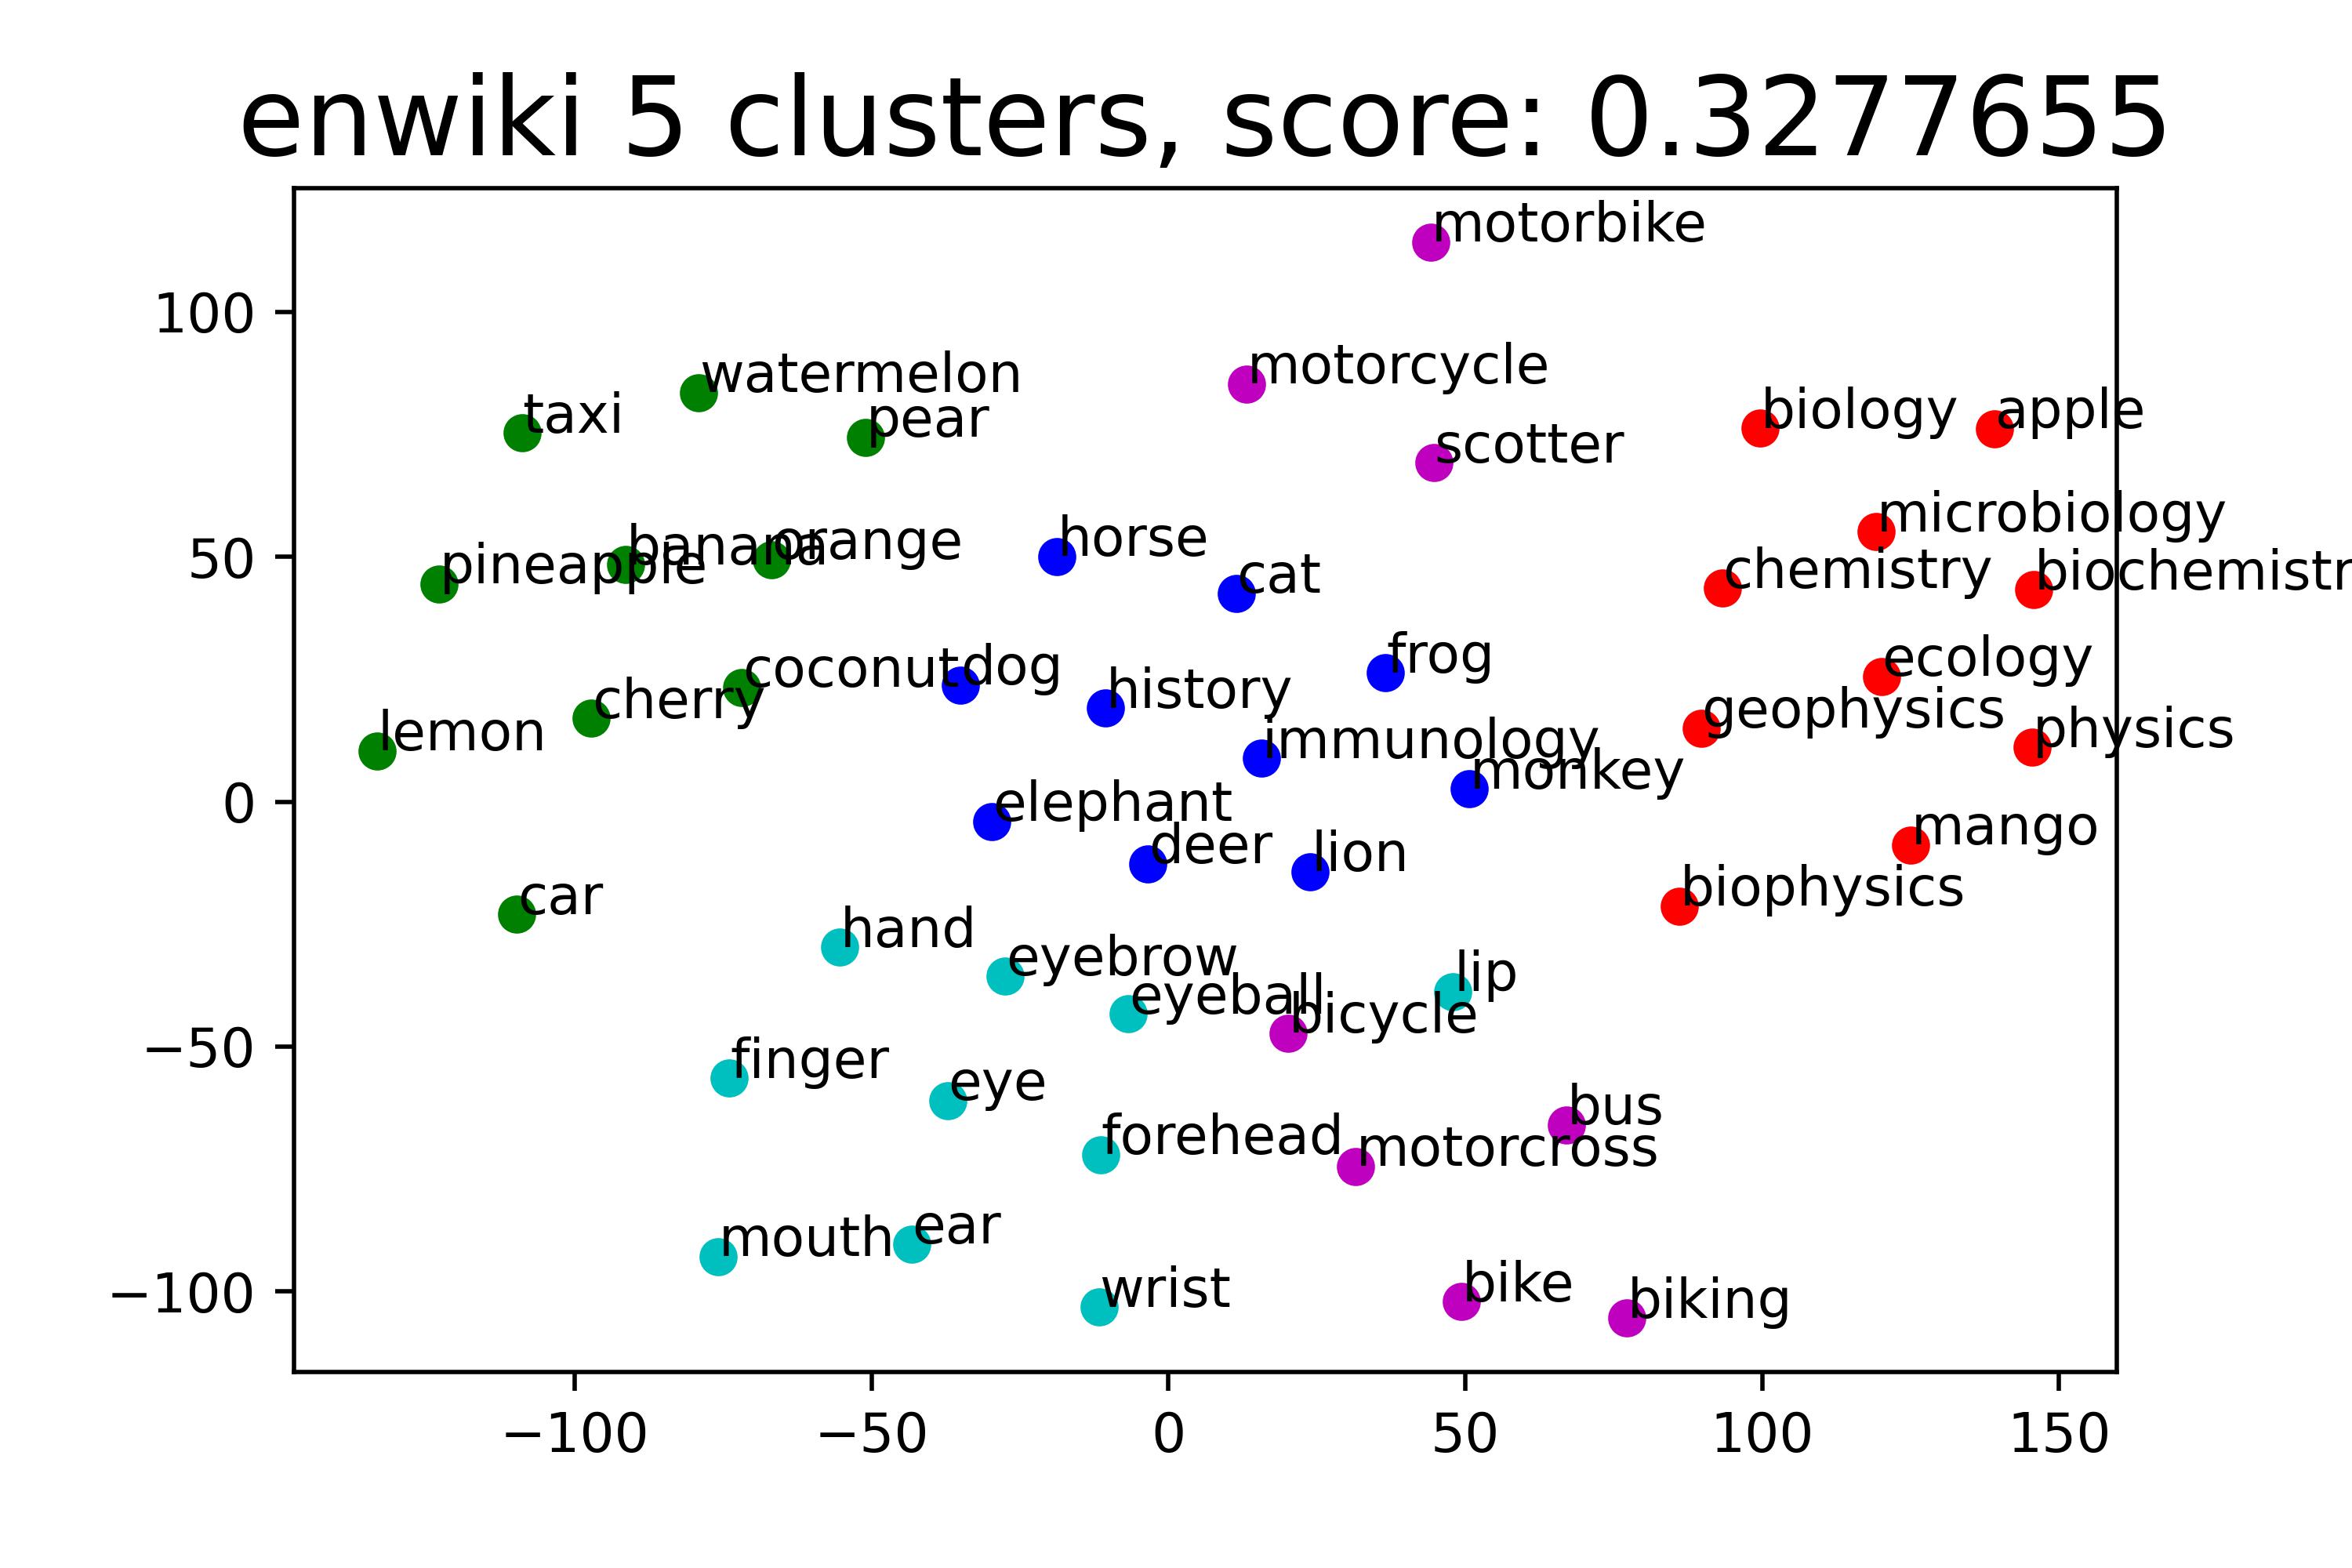 enwiki 5 clusters, score: 0.3277655
motorbike
100
motorcycle
watermelon
taxi
pear
biology
apple
scotter
microbiology
50
banana
orange
horse
pineapple
cat
chemistry
biochemistr
frog
ecology
coconut
dog
cherry
history
geophysics
physics
lemon
immunology
monkey
0
elephant
mango
deer
lion
biophysics
car
hand
eyebrow
lip
eyeball
bicycle
−50
finger
eye
bus
forehead
motorcross
mouth
ear
−100
wrist
bike
biking
−100
−50
0
50
100
150